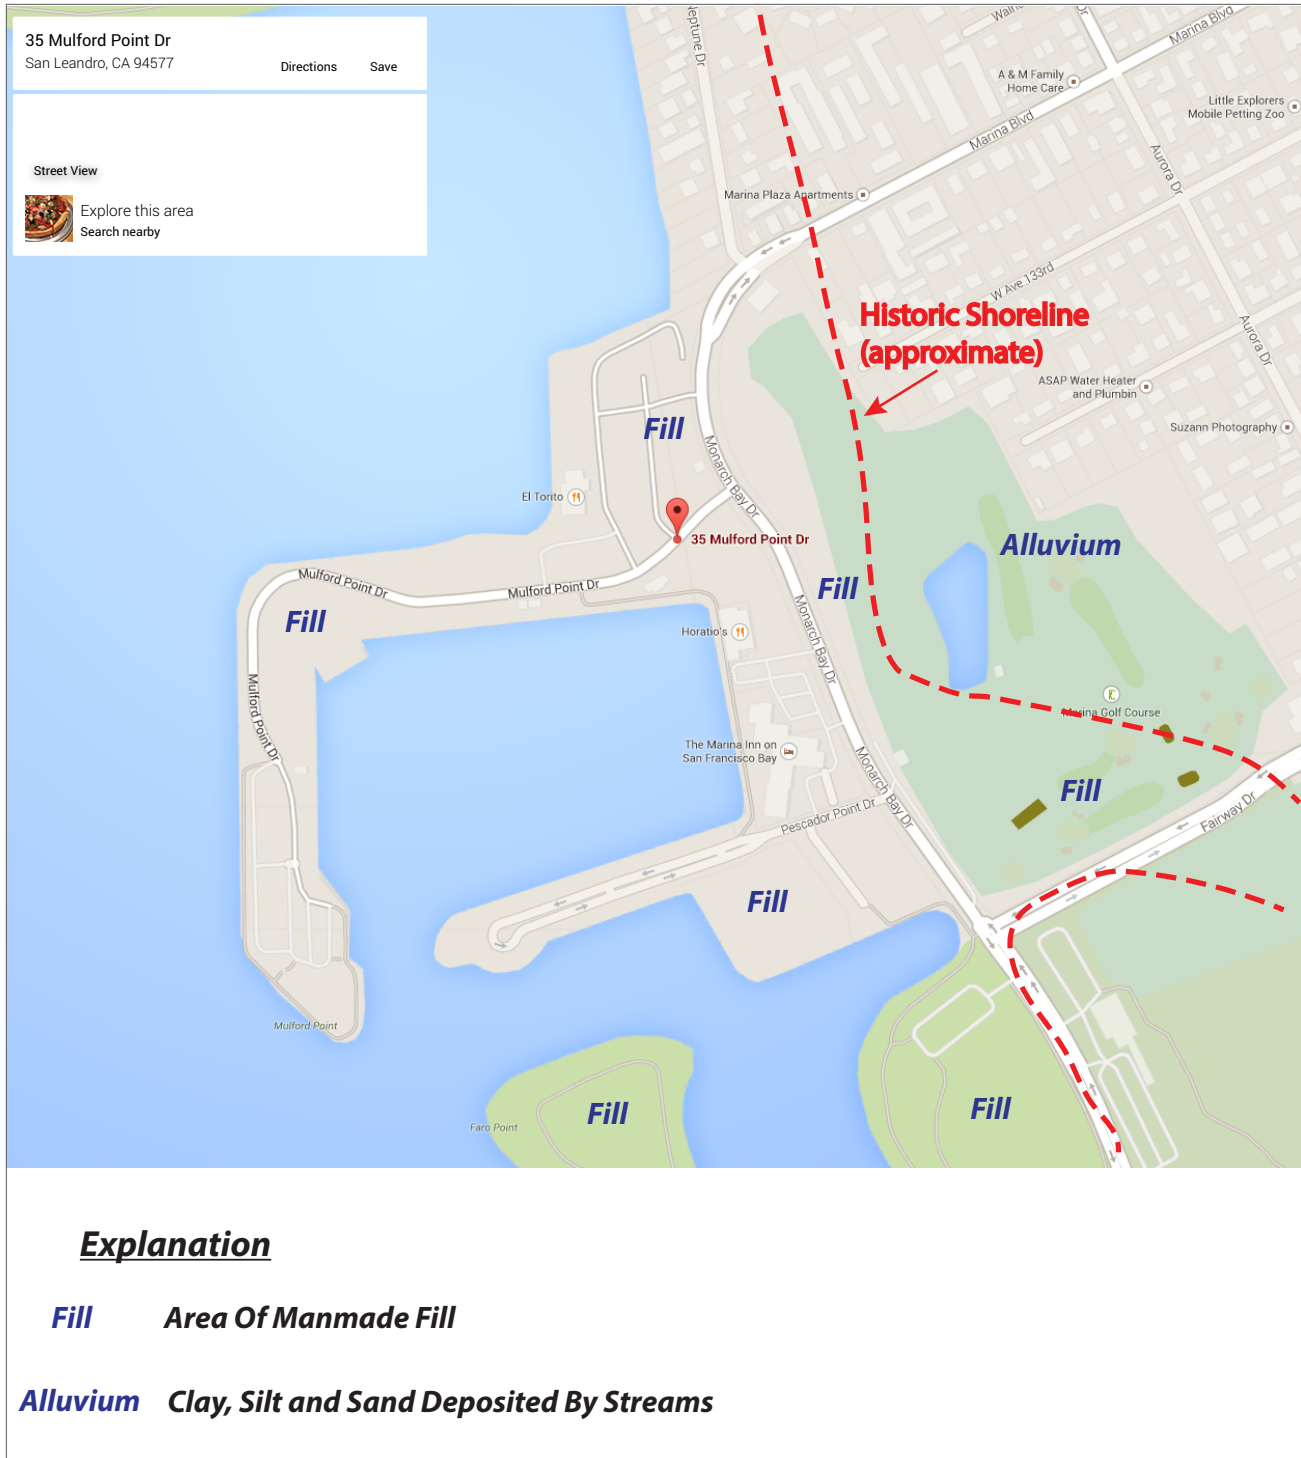 35 Mulford Point Dr
San Leandro, CA 94577
Directions
Save
Street View
Explore this area
Search nearby
Neptune Dr
Dr
Marina Blvd
A & M Family
Home Care
Little Explorers
Mobile Petting Zoo
Marina Blvd
Aurora Dr
Marina Plaza Apartments
W Ave 133rd
Historic Shoreline
(approximate)
Aurora Dr
ASAP Water Heater
and Plumbin
Suzann Photography
Fill
Monarch Bay Dr
El Torito
35 Mulford Point Dr
Alluvium
Mulford Point Dr
Mulford Point Dr
Fill
Fill
Monarch Bay Dr
Horatio's
Mulford Point Dr
Marina Golf Course
The Marina Inn on
San Francisco Bay
Monarch Bay Dr
Fill
Pescador Point Dr
Fairway Dr
Fill
Mulford Point
Fill
Fill
Faro Point
Explanation
Fill Area Of Manmade Fill
Alluvium Clay, Silt and Sand Deposited By Streams